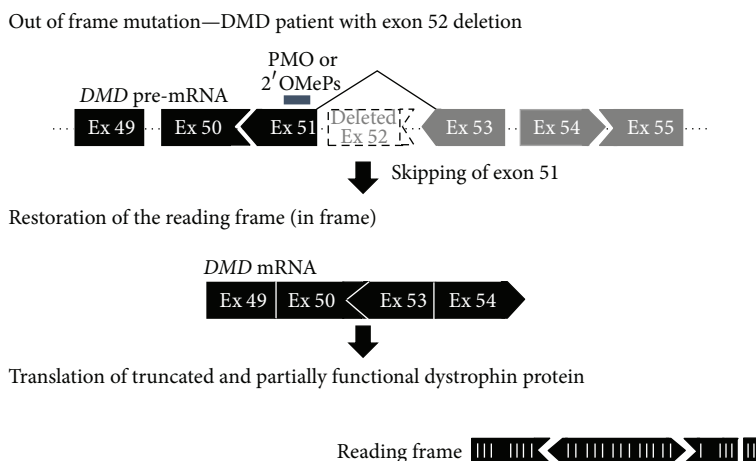 Out of frame mutation—DMD patient with exon 52 deletion
PMO or
2′OMePs
DMD pre-mRNA
Ex 49 Ex 50 Ex 51 Deleted Ex 53 Ex 54 Ex 55
Ex 52
Skipping of exon 51
Restoration of the reading frame (in frame)
DMD mRNA
Ex 49 Ex 50 Ex 53 Ex 54
Translation of truncated and partially functional dystrophin protein
Reading frame